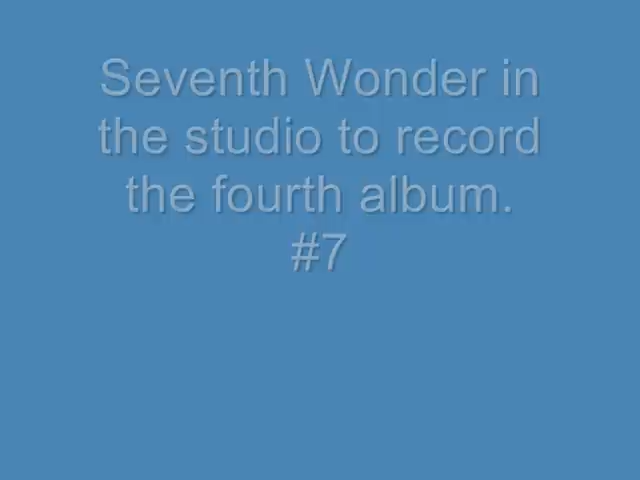 Seventh Wonder in
the studio to record
the fourth album.
#7